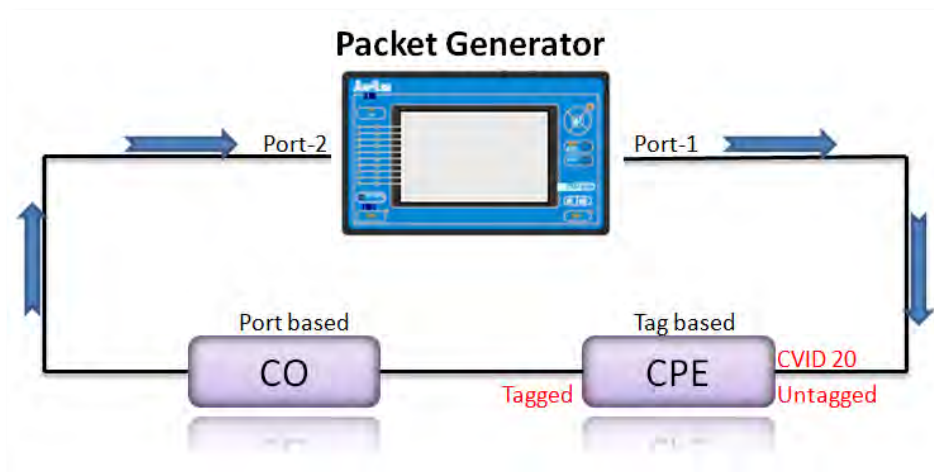 Packet Generator
Port-2
Port-1
Port based
Tag based
CO
CPE
CVID 20
Tagged
Untagged